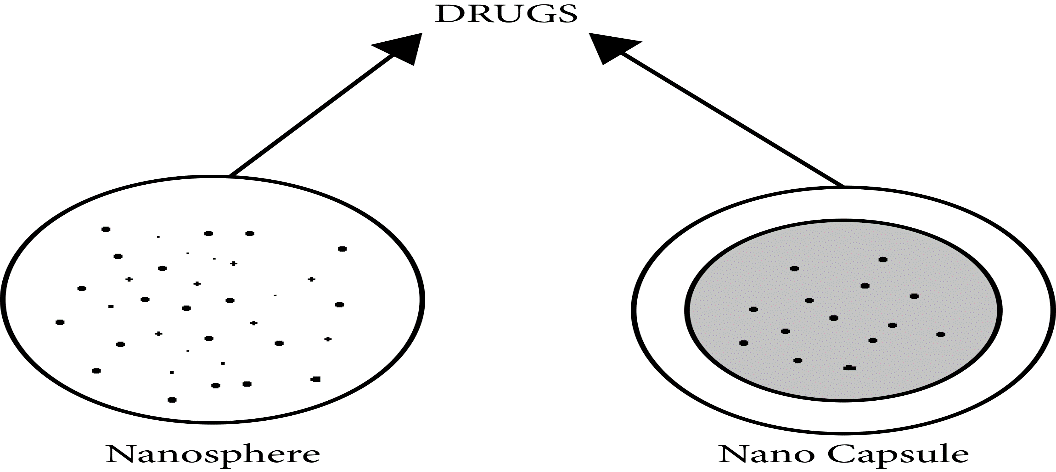 DRUGS
Nanosphere
Nano Capsule